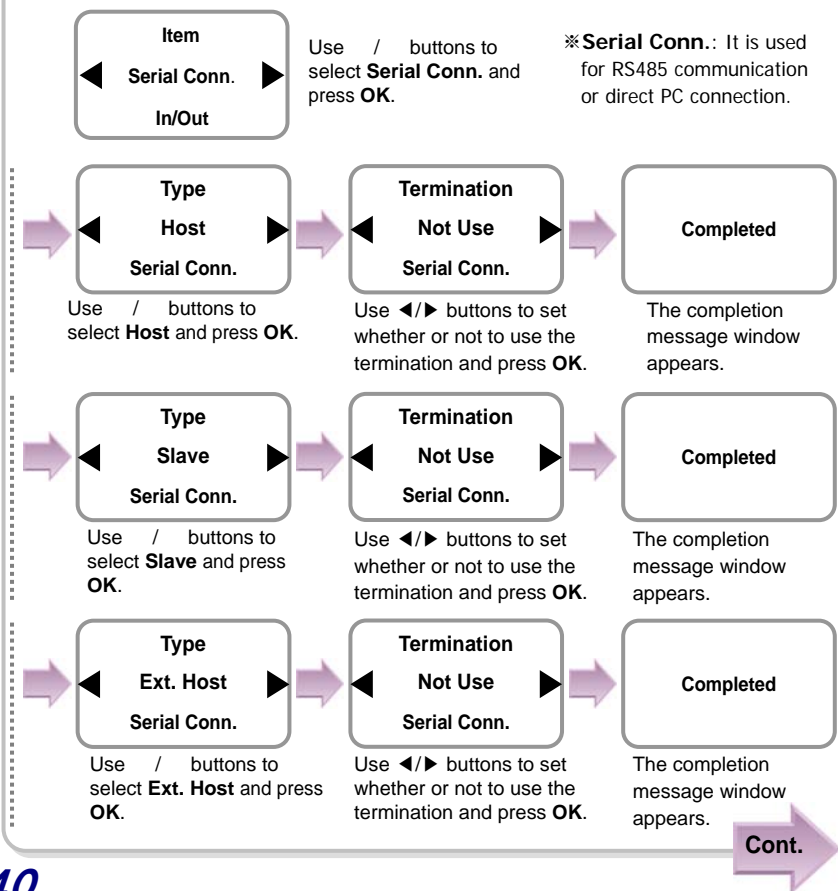 Item
Serial Conn.
In/Out
Use / buttons to
select Serial Conn. and
press OK.
※Serial Conn.: It is used
for RS485 communication
or direct PC connection.
Type
Host
Serial Conn.
Use / buttons to
select Host and press OK.
Termination
Not Use
Serial Conn.
Use ◀/▶ buttons to set
whether or not to use the
termination and press OK.
Completed
The completion
message window
appears.
Type
Slave
Serial Conn.
Use / buttons to
select Slave and press
OK.
Termination
Not Use
Serial Conn.
Use ◀/▶ buttons to set
whether or not to use the
termination and press OK.
Completed
The completion
message window
appears.
Type
Ext. Host
Serial Conn.
Use / buttons to
select Ext. Host and press
OK.
Termination
Not Use
Serial Conn.
Use ◀/▶ buttons to set
whether or not to use the
termination and press OK.
Completed
The completion
message window
appears.
Cont.
40